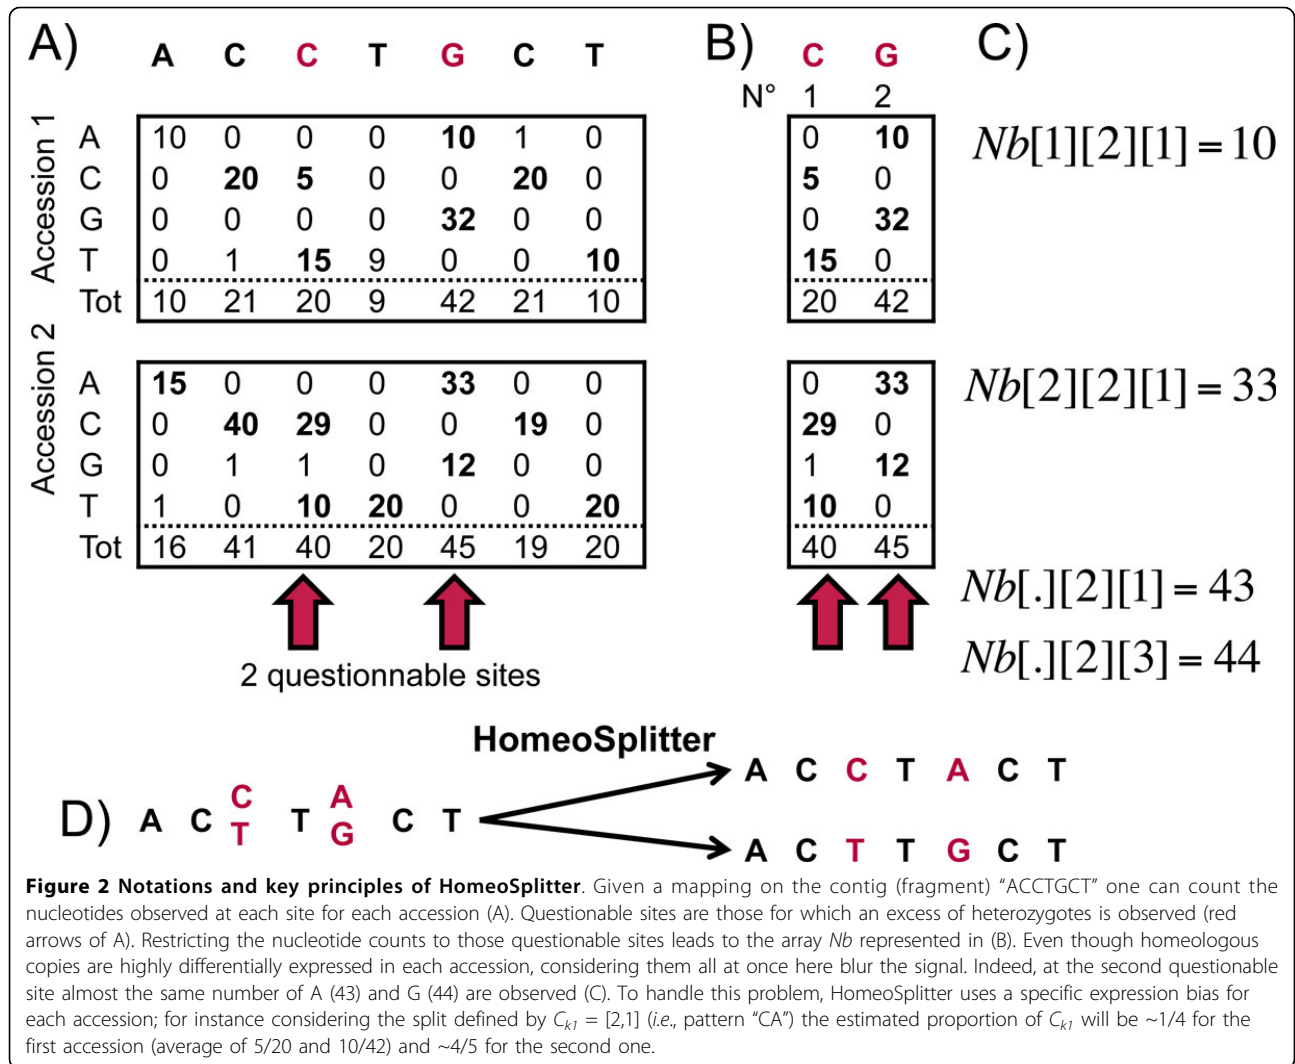 A) A C C T G C T B) C G C)
N° 1 2
Accession 1
A 10 0 0 0 10 1 0 0 10 Nb[1][2][1] = 10
C 0 20 5 0 0 20 0 5 0
G 0 0 0 0 32 0 0 0 32
T 0 1 15 9 0 0 10 15 0
Tot 10 21 20 9 42 21 10 20 42
Accession 2
A 15 0 0 0 33 0 0 0 33 Nb[2][2][1] = 33
C 0 40 29 0 0 19 0 29 0
G 0 1 1 0 12 0 0 1 12
T 1 0 10 20 0 0 20 10 0
Tot 16 41 40 20 45 19 20 40 45
Nb[.][2][1] = 43
2 questionnable sites
Nb[.][2][3] = 44
HomeoSplitter
A C C T A C T
C A
D) A C T T G C T
A C T T G C T
Figure 2 Notations and key principles of HomeoSplitter. Given a mapping on the contig (fragment) “ACCTGCT” one can count the
nucleotides observed at each site for each accession (A). Questionable sites are those for which an excess of heterozygotes is observed (red
arrows of A). Restricting the nucleotide counts to those questionable sites leads to the array Nb represented in (B). Even though homeologous
copies are highly differentially expressed in each accession, considering them all at once here blur the signal. Indeed, at the second questionable
site almost the same number of A (43) and G (44) are observed (C). To handle this problem, HomeoSplitter uses a specific expression bias for
each accession; for instance considering the split defined by Ck1 = [2,1] (i.e., pattern “CA”) the estimated proportion of Ck1 will be ~1/4 for the
first accession (average of 5/20 and 10/42) and ~4/5 for the second one.